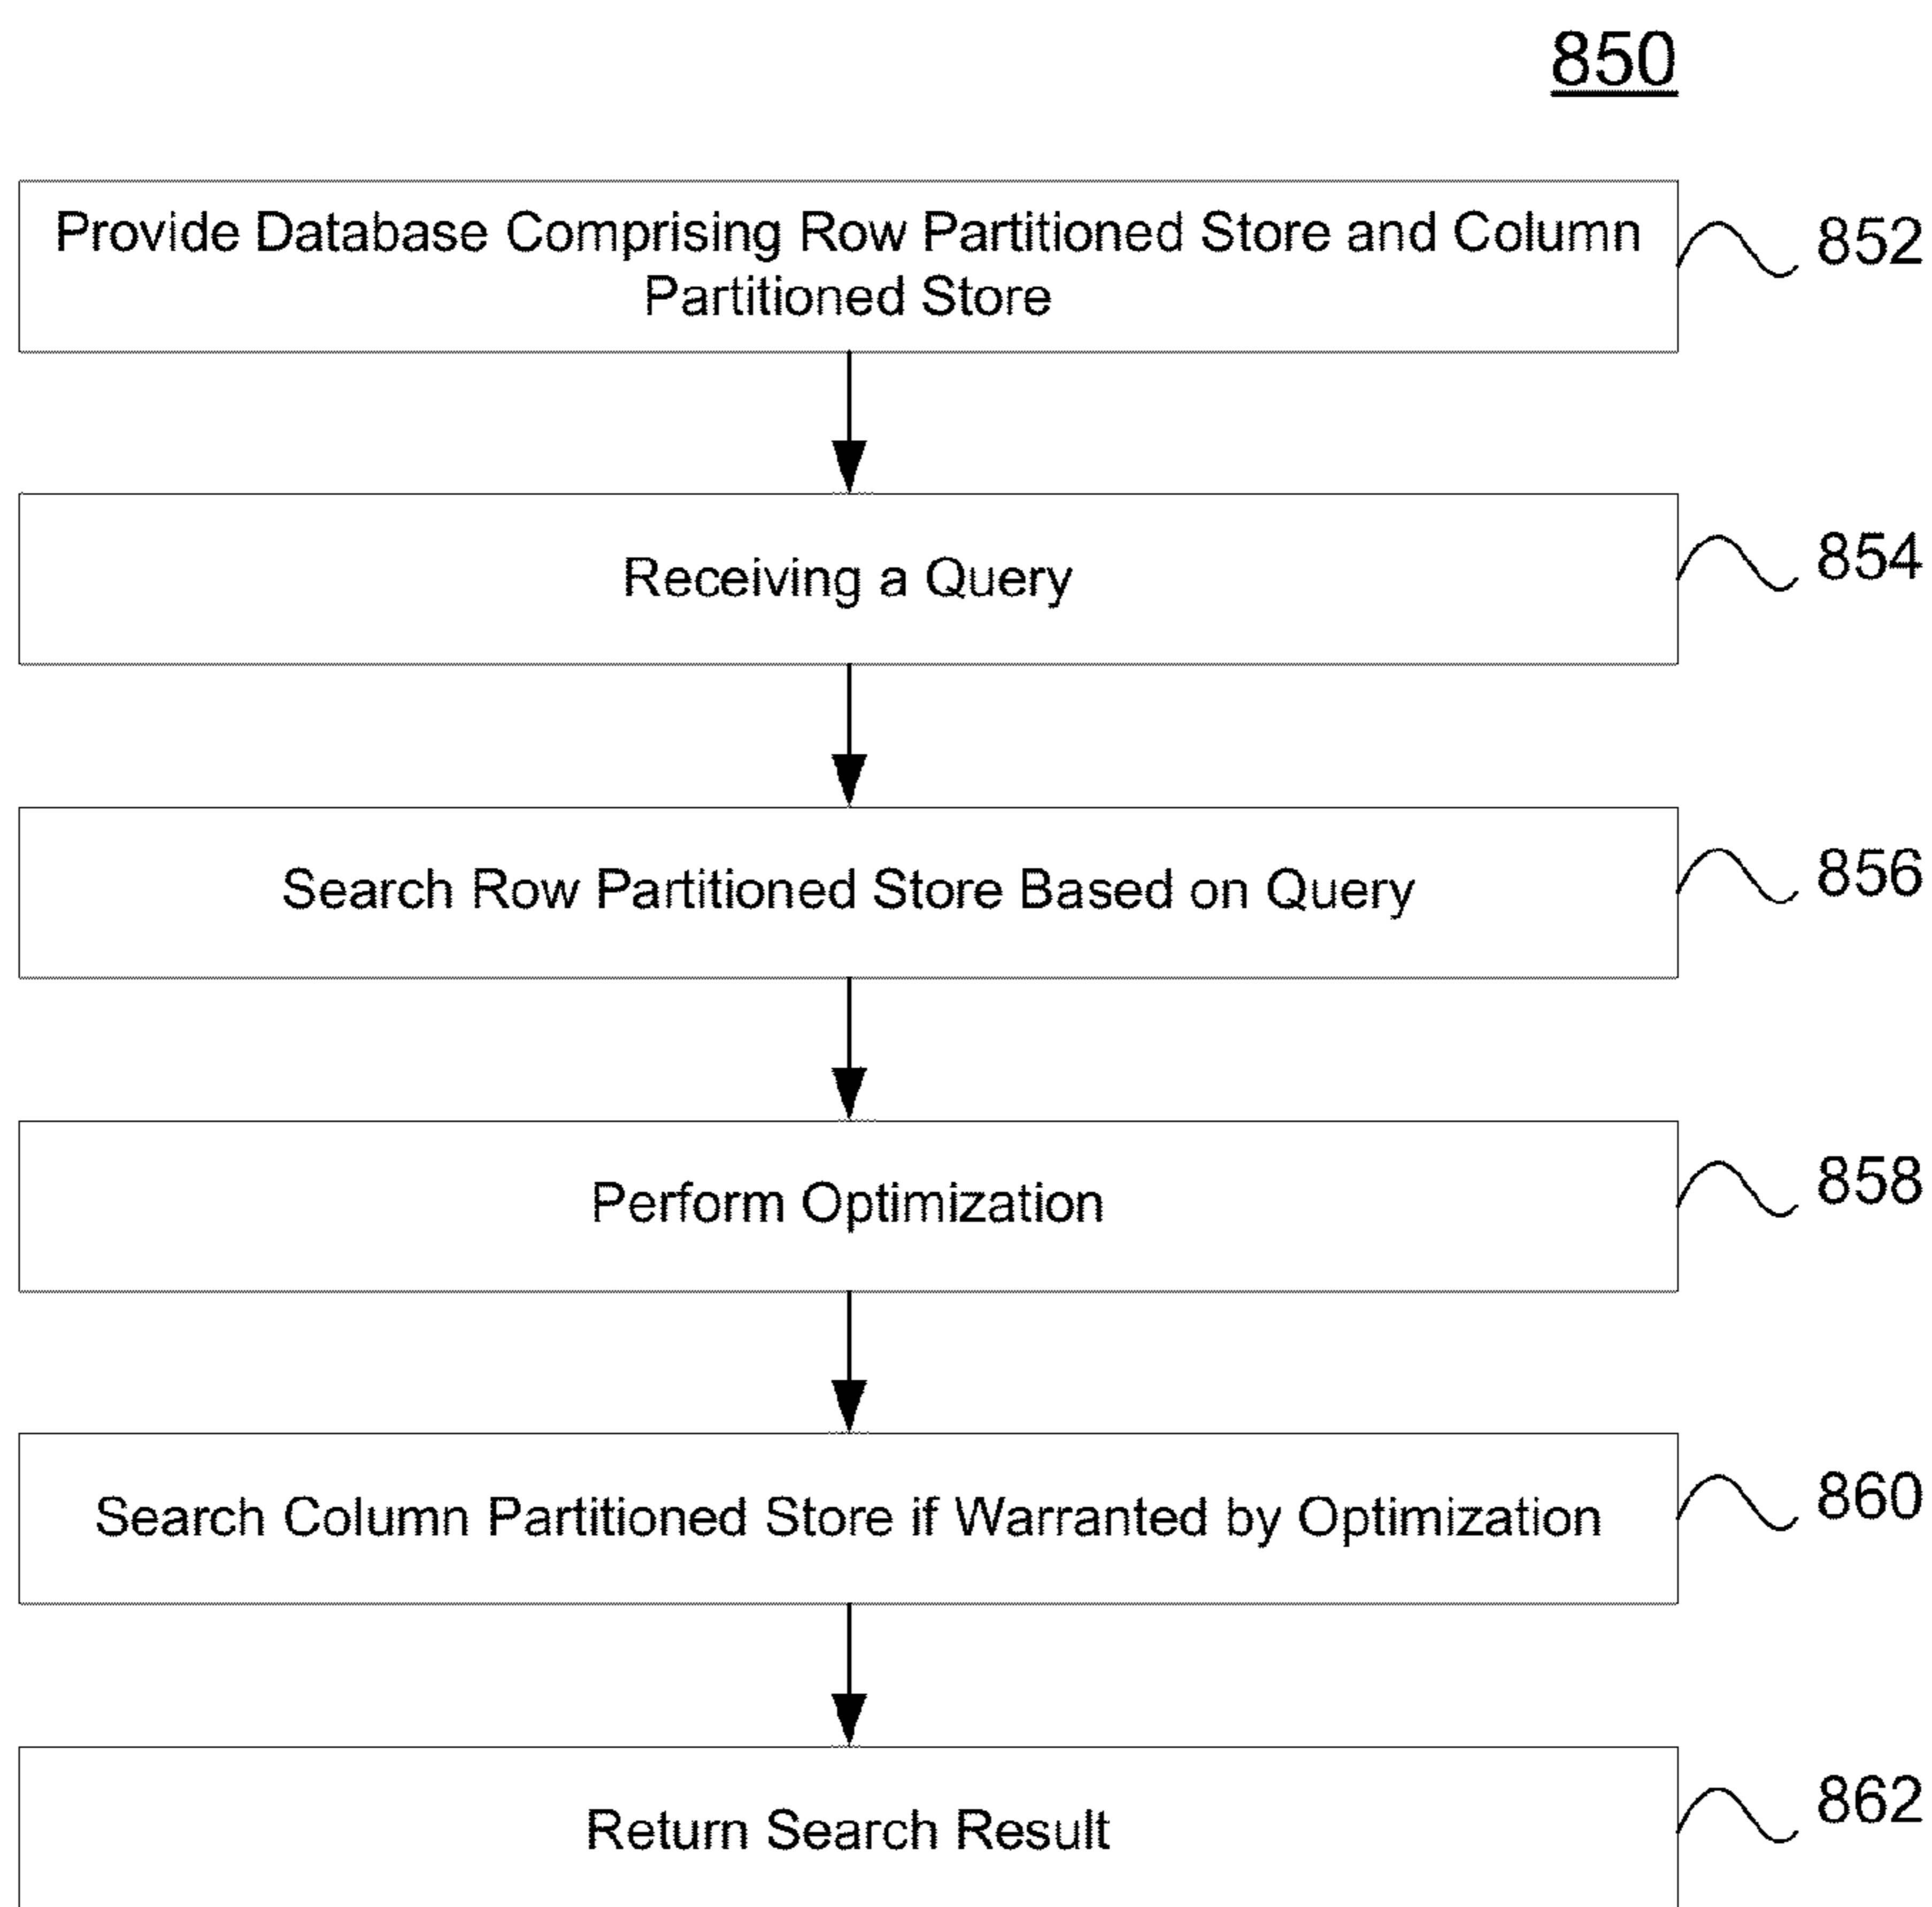 850
Provide Database Comprising Row Partitioned Store and Column
Partitioned Store
852
Receiving a Query
854
Search Row Partitioned Store Based on Query
856
Perform Optimization
858
Search Column Partitioned Store if Warranted by Optimization
860
Return Search Result
862